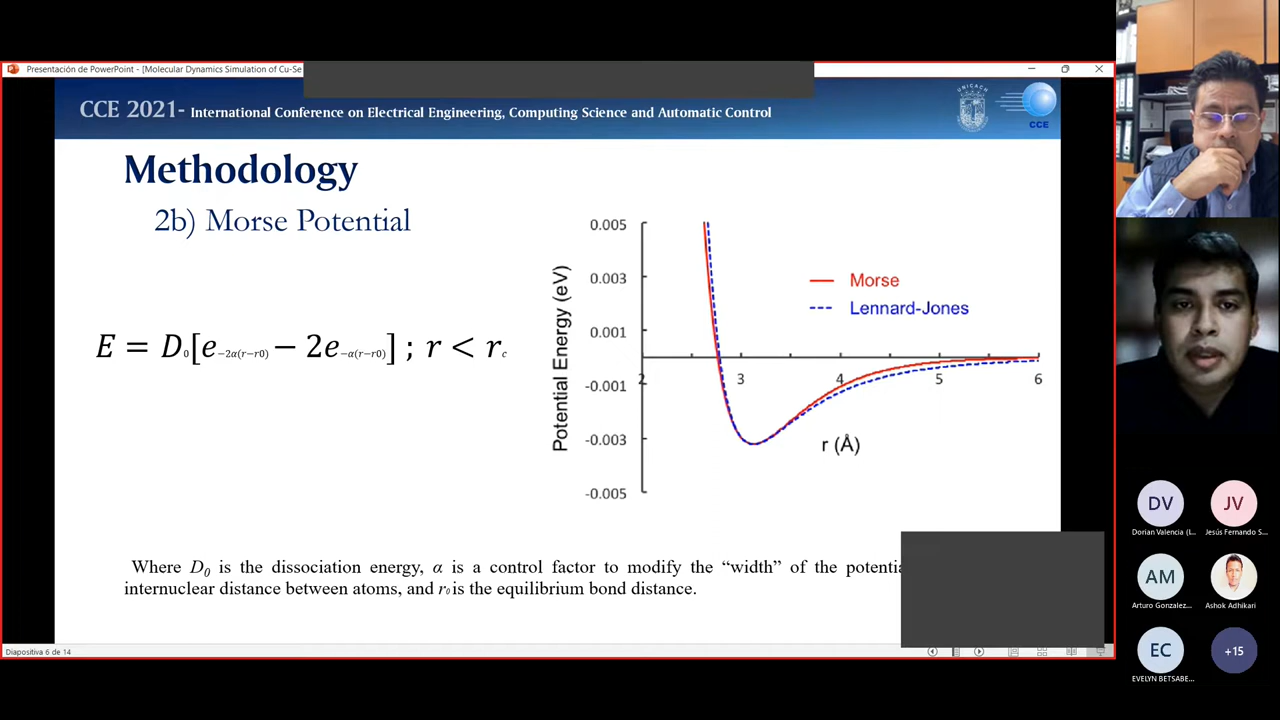 Presentación de PowerPoint - [Molecular Dynamics Simulation of Cu-Se
CCE 2021- International Conference on Electrical Engineering, Computing Science and Automatic Control
UNICACH
CCE
Methodology
2b) Morse Potential
E = D0[e-2α(r-r0) − 2e-α(r-r0)] ; r < rc
Potential Energy (eV)
0.005
0.003
0.001
-0.001
-0.003
-0.005
2 3 4 5 6
r (Å)
Morse
Lennard-Jones
Where D0 is the dissociation energy, α is a control factor to modify the “width” of the
internuclear distance between atoms, and r0 is the equilibrium bond distance.
Diapositiva 6 de 14
DV
JV
Dorian Valencia (I...
Jesús Fernando S...
AM
Arturo Gonzalez...
Ashok Adhikari
EC
+15
EVELYN BETSABE...